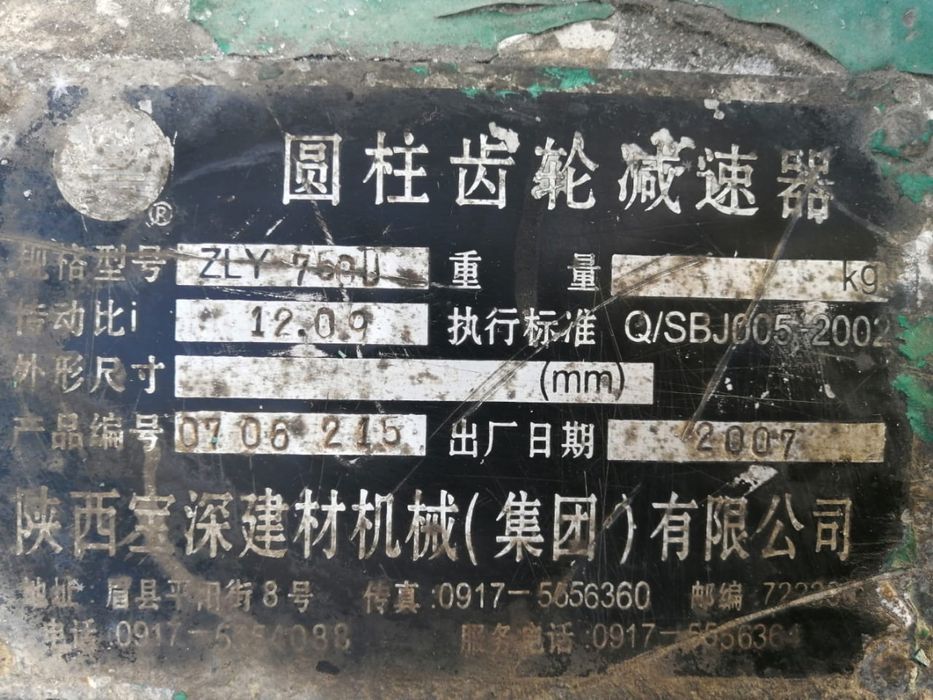 ®
圆柱齿轮减速器
规格型号 ZLY 750D 重量 kg
传动比i 12.09 执行标准 Q/SBJ005-2002
外形尺寸 (mm)
产品编号 07 06 215 出厂日期 2007
陕西宝深建材机械(集团)有限公司
地址 眉县平阳街8号 传真:0917-5656360 邮编
电话:0917- 服务电话:0917-